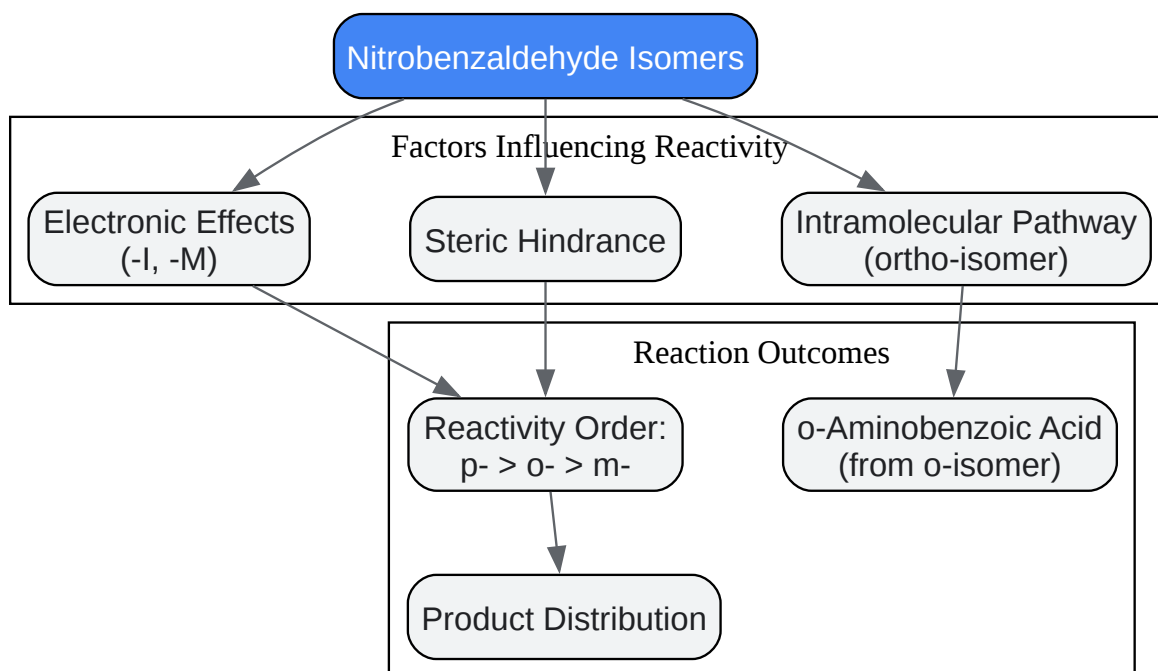 Nitrobenzaldehyde Isomers
Factors Influencing Reactivity
Electronic Effects
(-I, -M)
Steric Hindrance
Intramolecular Pathway
(ortho-isomer)
Reaction Outcomes
Reactivity Order:
p- > o- > m-
o-Aminobenzoic Acid
(from o-isomer)
Product Distribution